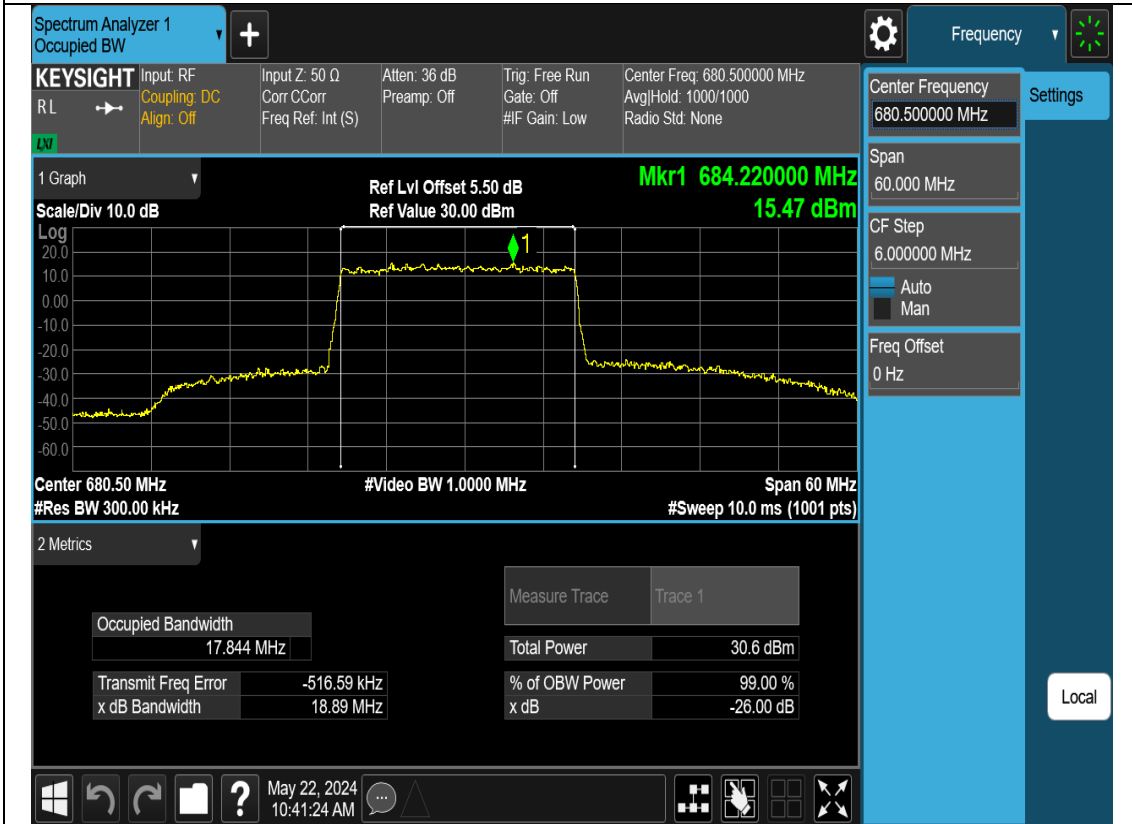 Spectrum Analyzer 1
Occupied BW
Frequency
KEYSIGHT
RL
LXI
Input: RF
Coupling: DC
Align: Off
Input Z: 50 Ω
Corr CCorr
Freq Ref: Int (S)
Atten: 36 dB
Preamp: Off
Trig: Free Run
Gate: Off
#IF Gain: Low
Center Freq: 680.500000 MHz
Avg|Hold: 1000/1000
Radio Std: None
Center Frequency
680.500000 MHz
Settings
Span
60.000 MHz
CF Step
6.000000 MHz
Auto
Man
Freq Offset
0 Hz
Local
1 Graph
Scale/Div 10.0 dB
Ref Lvl Offset 5.50 dB
Ref Value 30.00 dBm
Mkr1 684.220000 MHz
15.47 dBm
Log
1
20.0
10.0
0.00
-10.0
-20.0
-30.0
-40.0
-50.0
-60.0
Center 680.50 MHz
#Video BW 1.0000 MHz
Span 60 MHz
#Res BW 300.00 kHz
#Sweep 10.0 ms (1001 pts)
2 Metrics
Measure Trace Trace 1
Occupied Bandwidth
17.844 MHz
Total Power 30.6 dBm
Transmit Freq Error -516.59 kHz
% of OBW Power 99.00 %
x dB Bandwidth 18.89 MHz
x dB -26.00 dB
May 22, 2024
10:41:24 AM